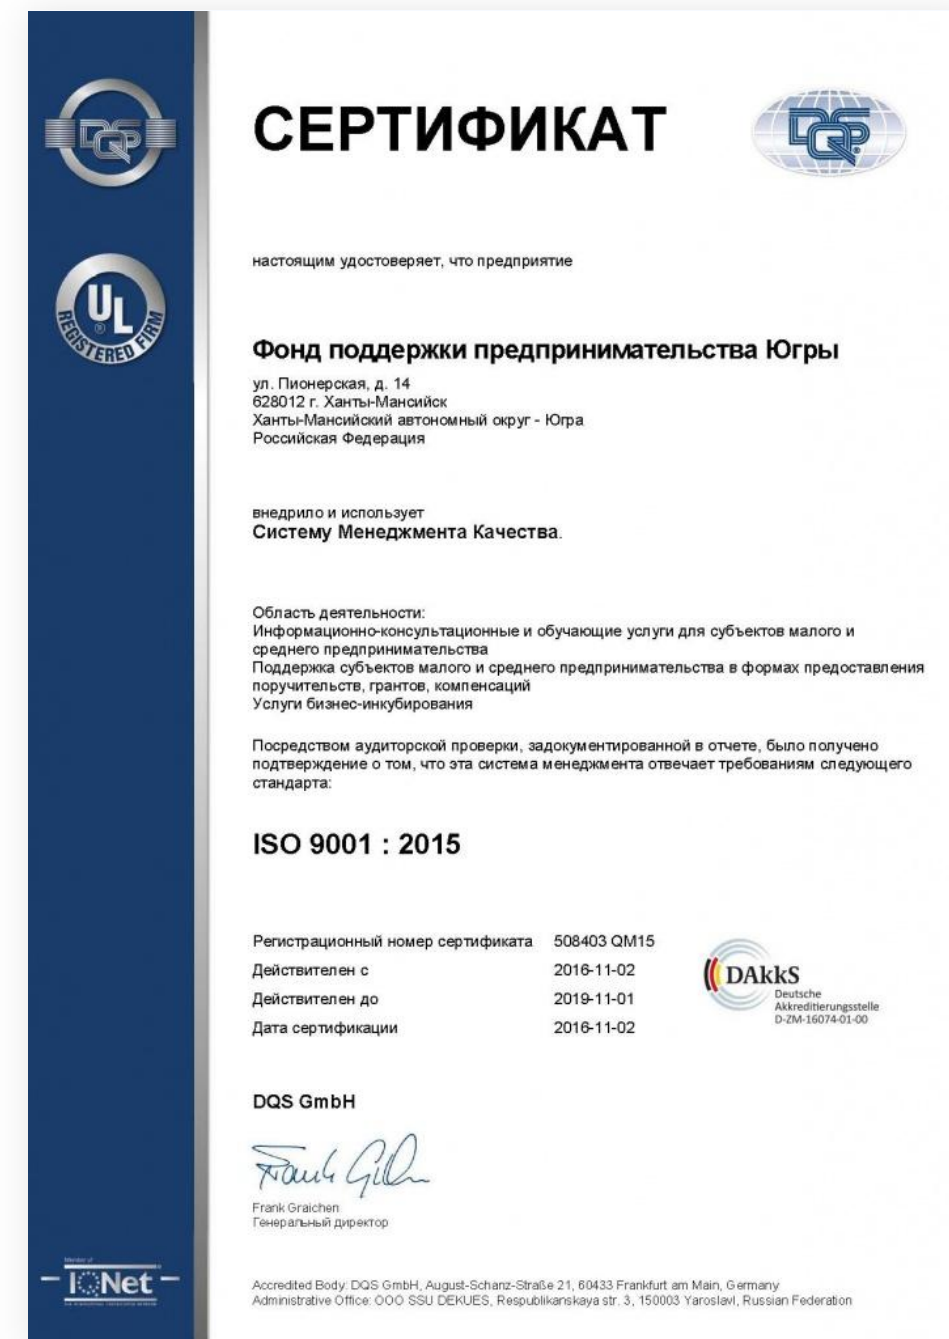 DQS
СЕРТИФИКАТ
DQS
настоящим удостоверяет, что предприятие
UL
®
REGISTERED FIRM
Фонд поддержки предпринимательства Югры
ул. Пионерская, д. 14
628012 г. Ханты-Мансийск
Ханты-Мансийский автономный округ - Югра
Российская Федерация
внедрило и использует
Систему Менеджмента Качества.
Область деятельности:
Информационно-консультационные и обучающие услуги для субъектов малого и
среднего предпринимательства
Поддержка субъектов малого и среднего предпринимательства в формах предоставления
поручительств, грантов, компенсаций
Услуги бизнес-инкубирования
Посредством аудиторской проверки, задокументированной в отчете, было получено
подтверждение о том, что эта система менеджмента отвечает требованиям следующего
стандарта:
ISO 9001 : 2015
Регистрационный номер сертификата 508403 QM15
Действителен с 2016-11-02
Действителен до 2019-11-01
Дата сертификации 2016-11-02
DAkkS
Deutsche
Akkreditierungsstelle
D-ZM-16074-01-00
DQS GmbH
Frank Graichen
Генеральный директор
Member of
IQNet
Accredited Body: DQS GmbH, August-Schanz-Straße 21, 60433 Frankfurt am Main, Germany
Administrative Office: OOO SSU DEKUES, Respublikanskaya str. 3, 150003 Yaroslavl, Russian Federation